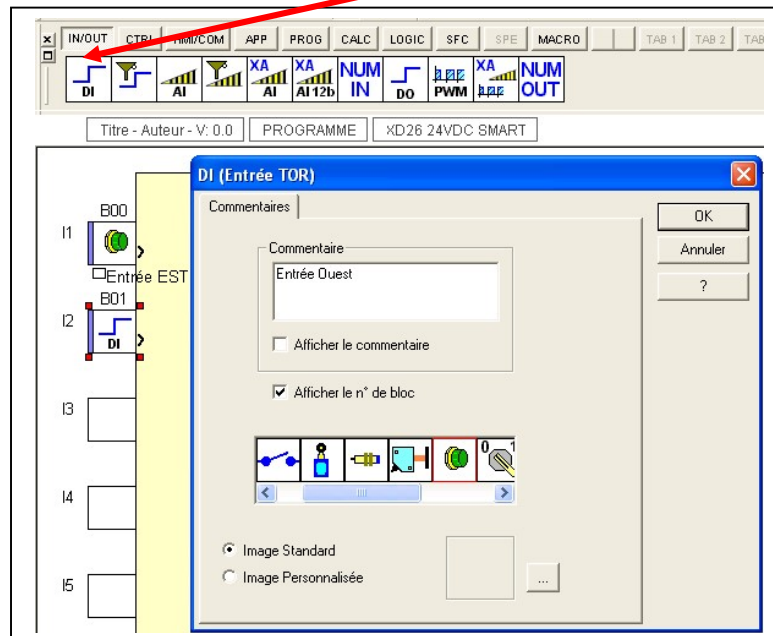 IN/OUT CTRL HMI/COM APP PROG CALC LOGIC SFC SPE MACRO TAB 1 TAB 2 TAB
DI AI XA AI XA AI 12b NUM IN DO PWM XA NUM OUT
Titre - Auteur - V: 0.0 PROGRAMME XD26 24VDC SMART
DI (Entrée TOR)
Commentaires
OK
Annuler
?
Commentaire
Entrée Ouest
Afficher le commentaire
Afficher le n° de bloc
0 1
Image Standard
Image Personnalisée
...
B00
I1
Entrée EST
B01
I2
DI
I3
I4
I5